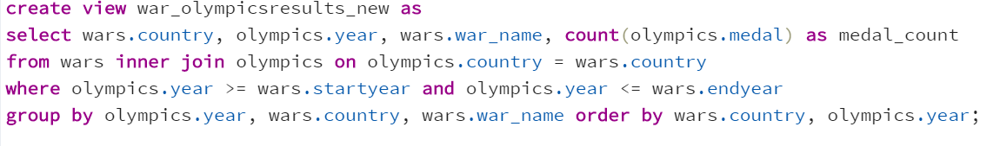 create view war_olympicsresults_new as
select wars.country, olympics.year, wars.war_name, count(olympics.medal) as medal_count
from wars inner join olympics on olympics.country = wars.country
where olympics.year >= wars.startyear and olympics.year <= wars.endyear
group by olympics.year, wars.country, wars.war_name order by wars.country, olympics.year;